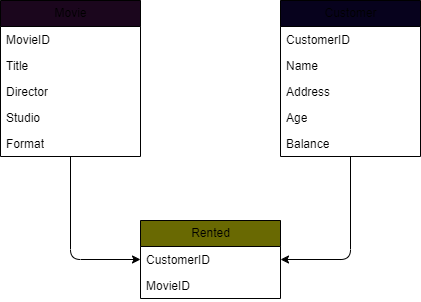 Movie
MovieID
Title
Director
Studio
Format
Customer
CustomerID
Name
Address
Age
Balance
Rented
CustomerID
MovieID